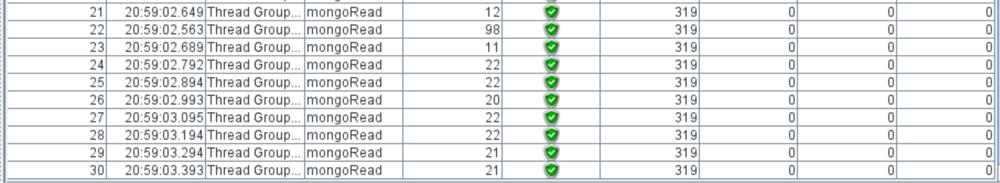 21 20:59:02.649 Thread Group... mongoRead 12 319 0 0 0
22 20:59:02.563 Thread Group... mongoRead 98 319 0 0 0
23 20:59:02.689 Thread Group... mongoRead 11 319 0 0 0
24 20:59:02.792 Thread Group... mongoRead 22 319 0 0 0
25 20:59:02.894 Thread Group... mongoRead 22 319 0 0 0
26 20:59:02.993 Thread Group... mongoRead 20 319 0 0 0
27 20:59:03.095 Thread Group... mongoRead 22 319 0 0 0
28 20:59:03.194 Thread Group... mongoRead 22 319 0 0 0
29 20:59:03.294 Thread Group... mongoRead 21 319 0 0 0
30 20:59:03.393 Thread Group... mongoRead 21 319 0 0 0